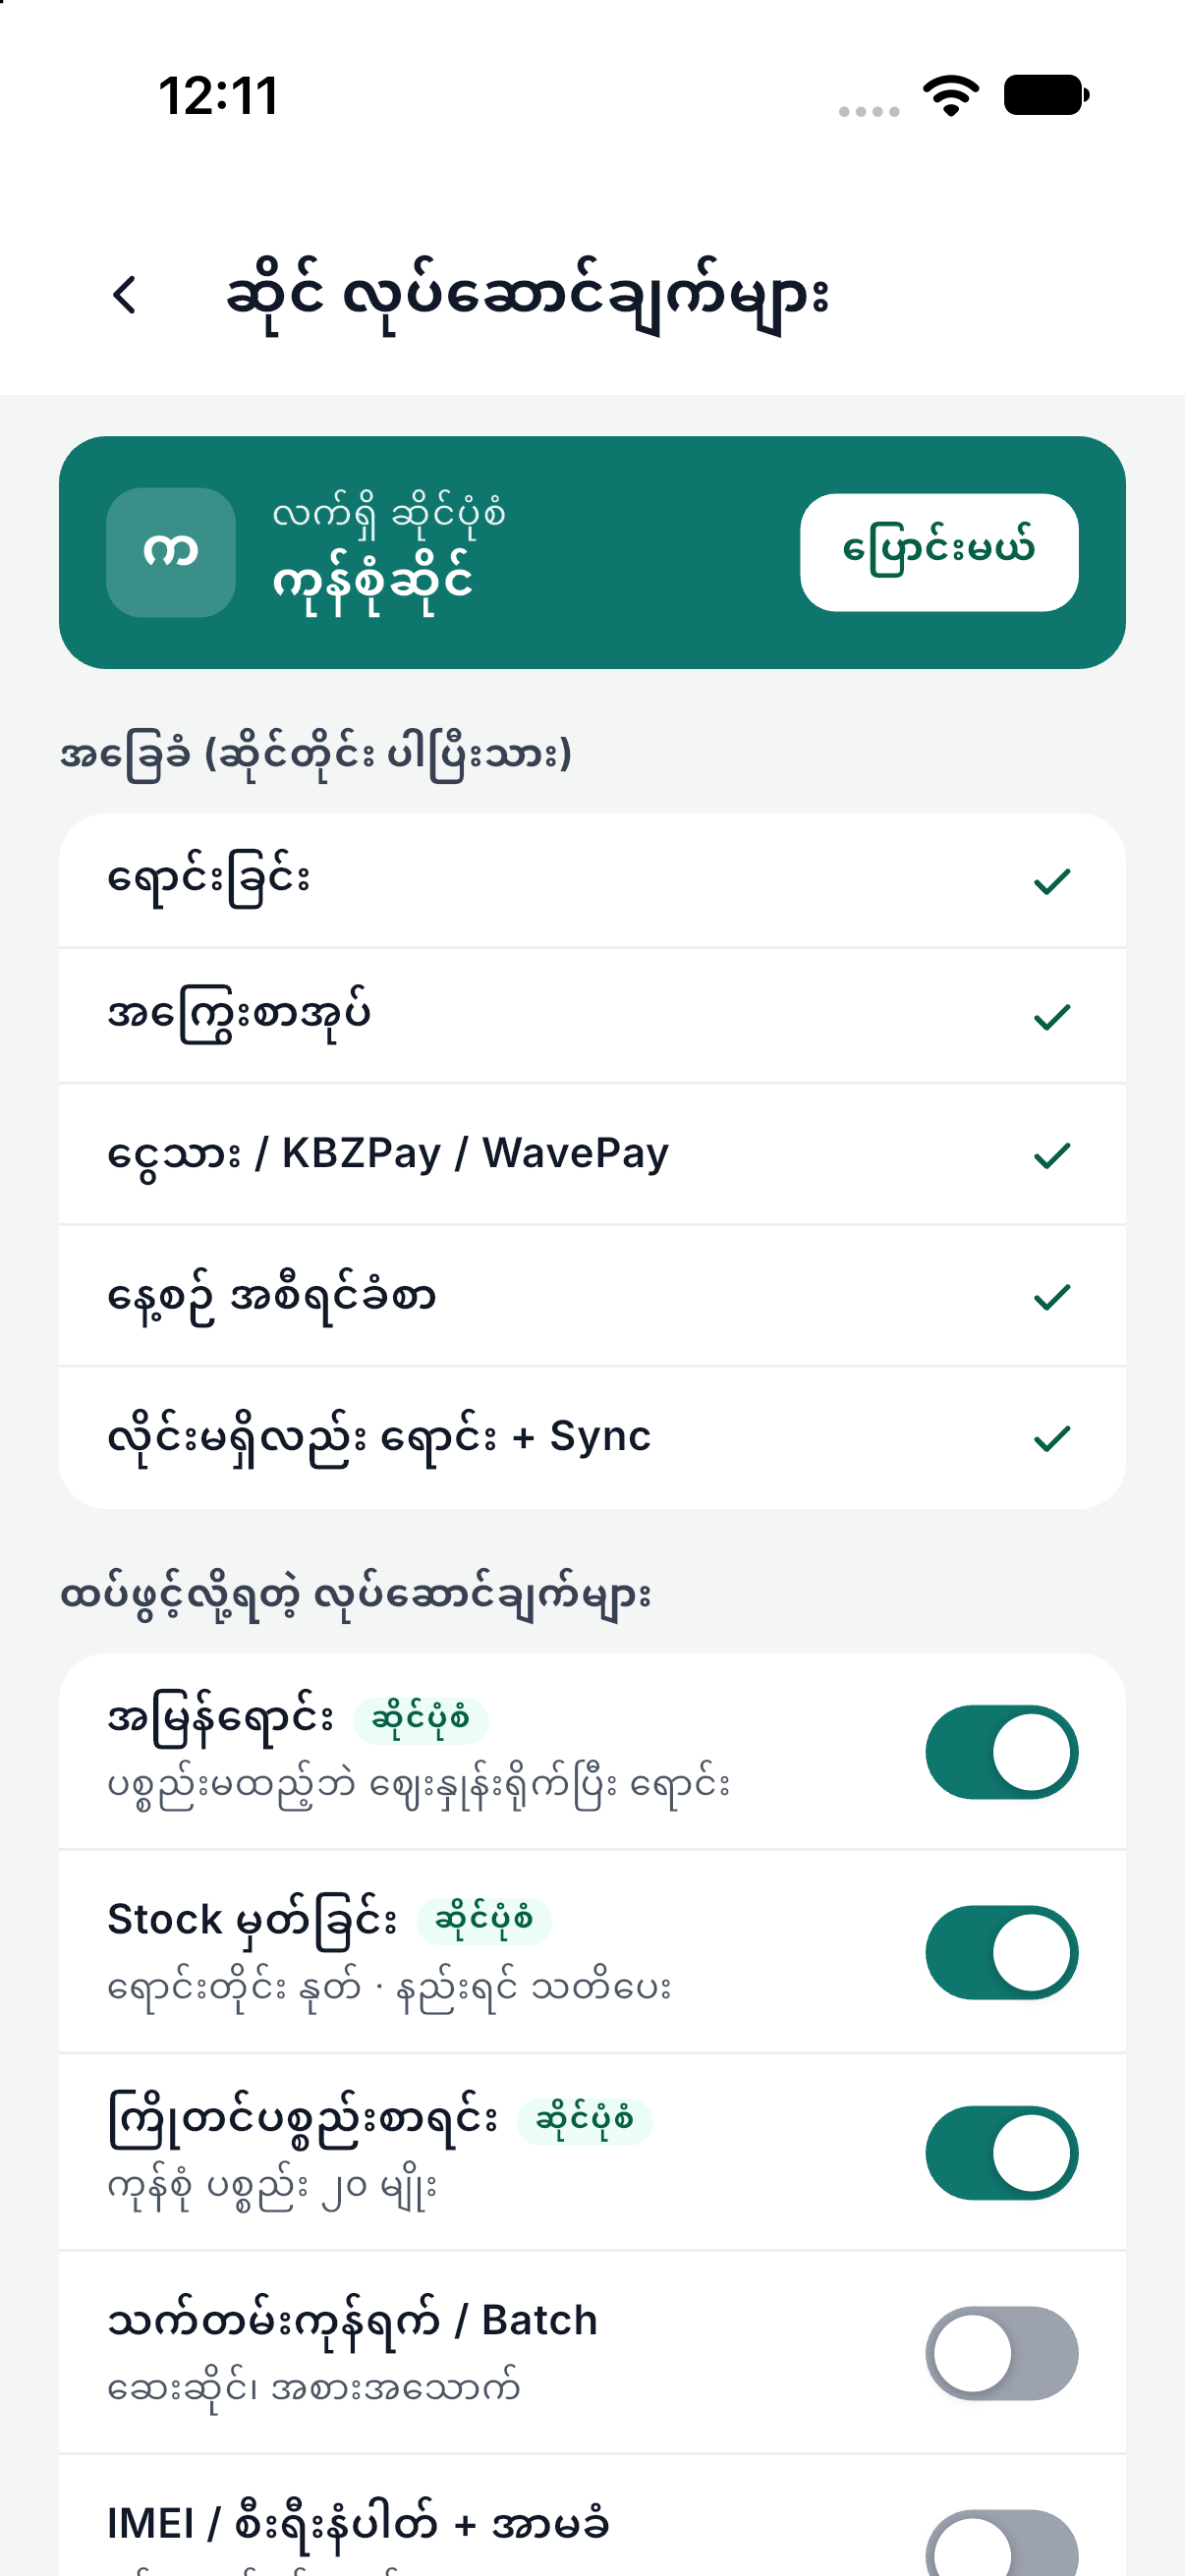 12:11
ဆိုင် လုပ်ဆောင်ချက်များ
က
လက်ရှိ ဆိုင်ပုံစံ
ကုန်စုံဆိုင်
ပြောင်းမယ်
အခြေခံ (ဆိုင်တိုင်း ပါပြီးသား)
ရောင်းခြင်း
အကြွေးစာအုပ်
ငွေသား / KBZPay / WavePay
နေ့စဉ် အစီရင်ခံစာ
လိုင်းမရှိလည်း ရောင်း + Sync
ထပ်ဖွင့်လို့ရတဲ့ လုပ်ဆောင်ချက်များ
အမြန်ရောင်း ဆိုင်ပုံစံ
ပစ္စည်းမထည့်ဘဲ ဈေးနှုန်းရိုက်ပြီး ရောင်း
Stock မှတ်ခြင်း ဆိုင်ပုံစံ
ရောင်းတိုင်း နုတ် · နည်းရင် သတိပေး
ကြိုတင်ပစ္စည်းစာရင်း ဆိုင်ပုံစံ
ကုန်စုံ ပစ္စည်း ၂၀ မျိုး
သက်တမ်းကုန်ရက် / Batch
ဆေးဆိုင်၊ အစားအသောက်
IMEI / စီးရီးနံပါတ် + အာမခံ